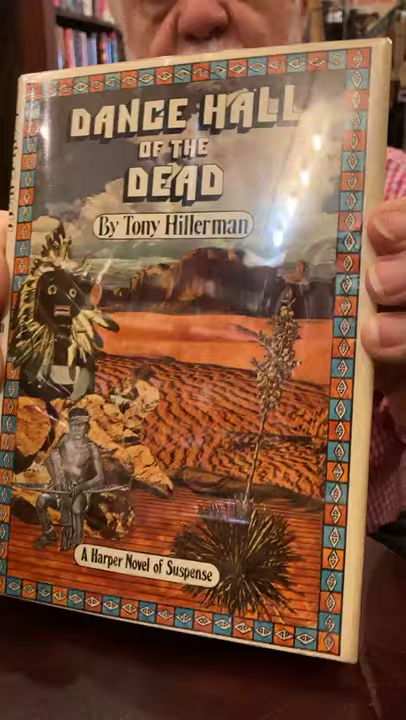 DANCE HALL
OF THE
DEAD
By Tony Hillerman
A Harper Novel of Suspense